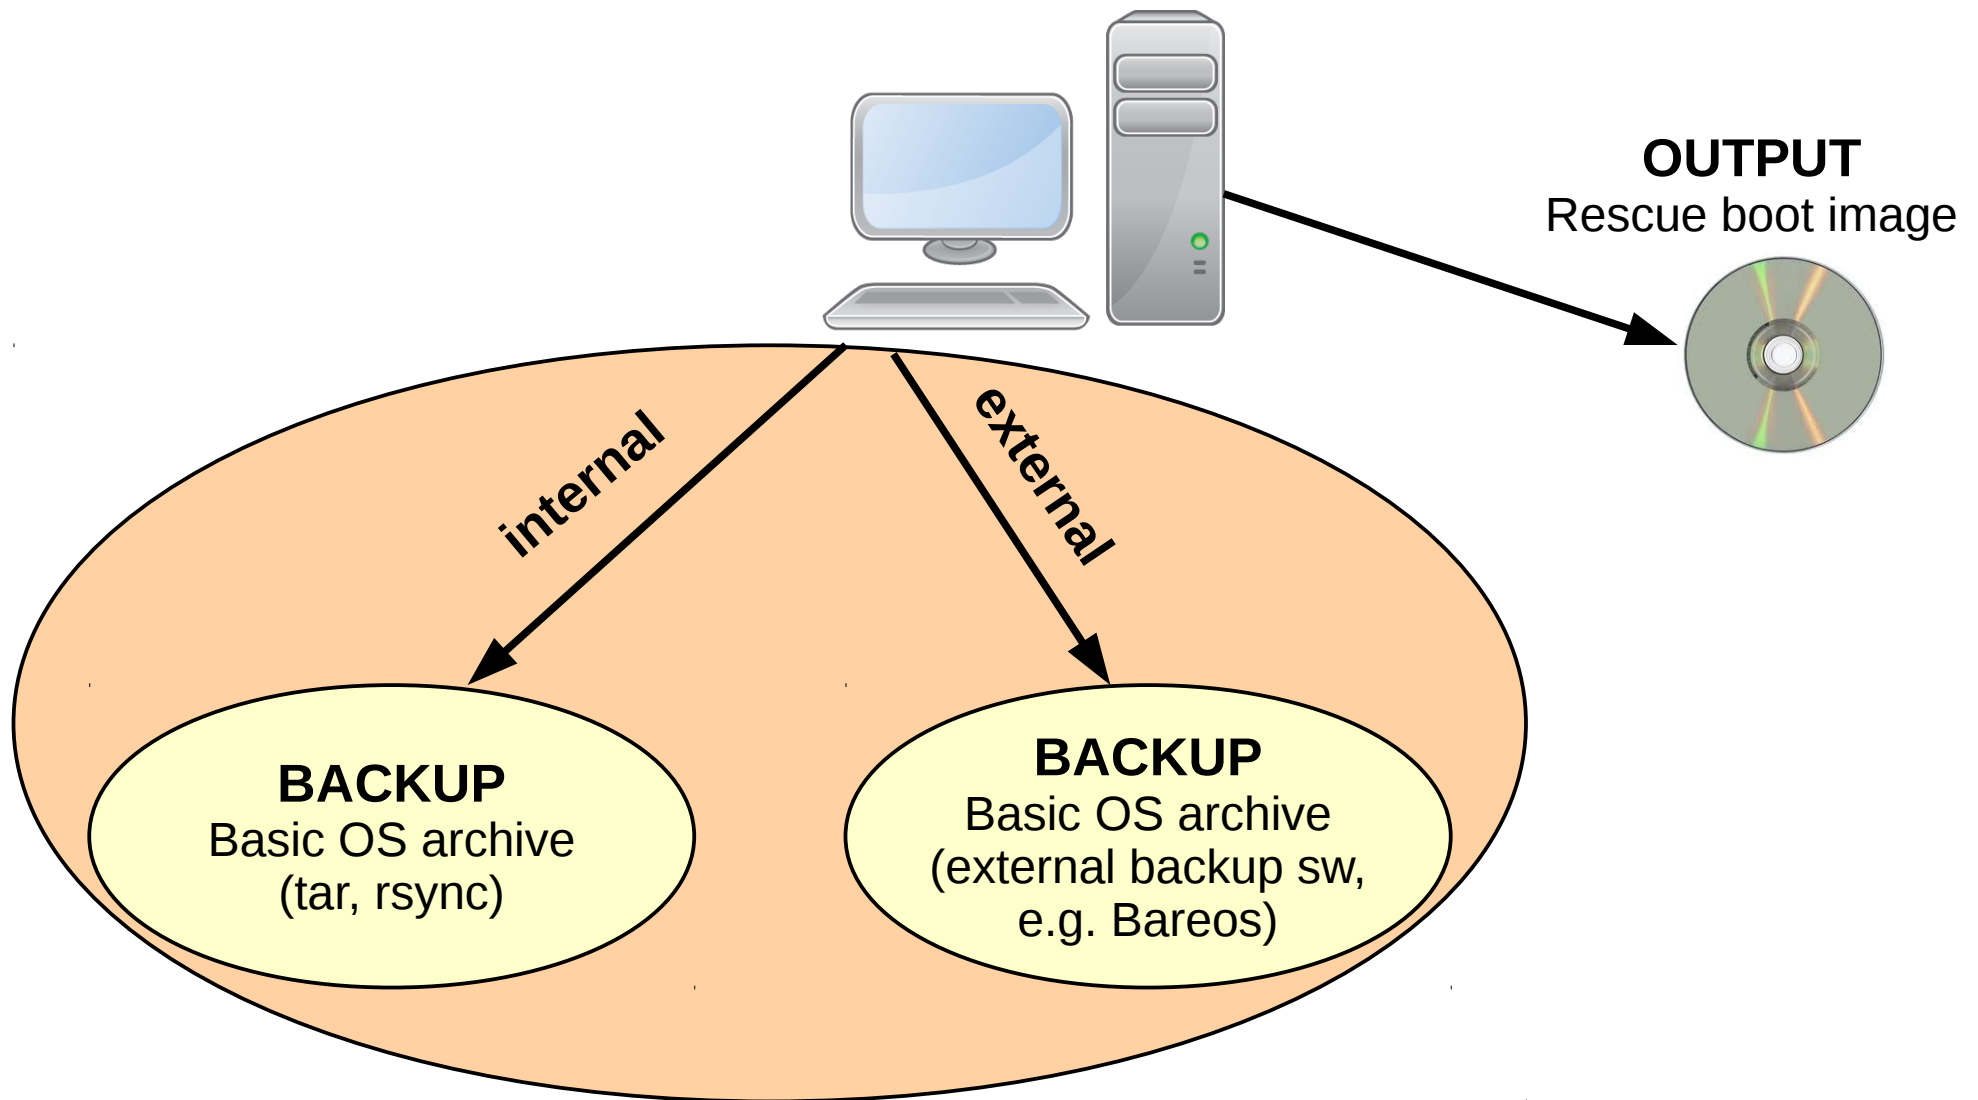 OUTPUT
Rescue boot image
internal
external
BACKUP
Basic OS archive
(tar, rsync)
BACKUP
Basic OS archive
(external backup sw,
e.g. Bareos)